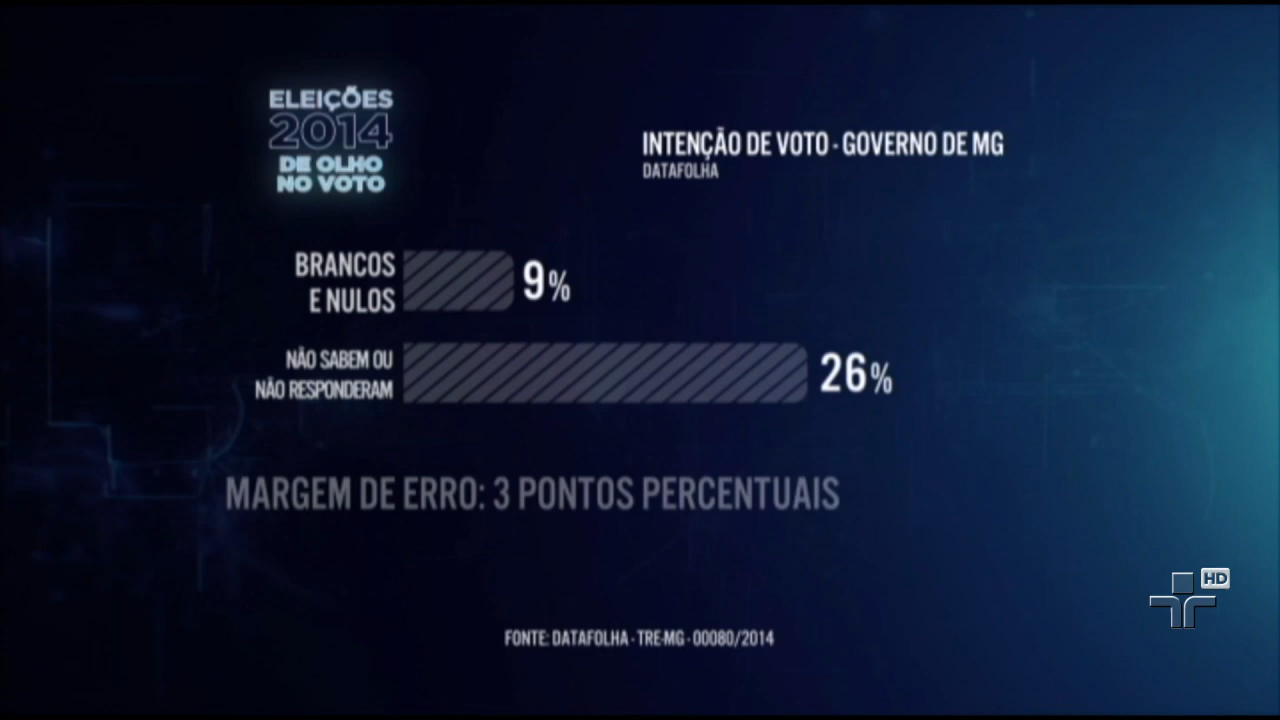 ELEIÇÕES
2014
DE OLHO
NO VOTO
INTENÇÃO DE VOTO · GOVERNO DE MG
DATAFOLHA
BRANCOS
E NULOS
9%
NÃO SABEM OU
NÃO RESPONDERAM
26%
MARGEM DE ERRO: 3 PONTOS PERCENTUAIS
FONTE: DATAFOLHA · TRE-MG · 00080/2014
HD